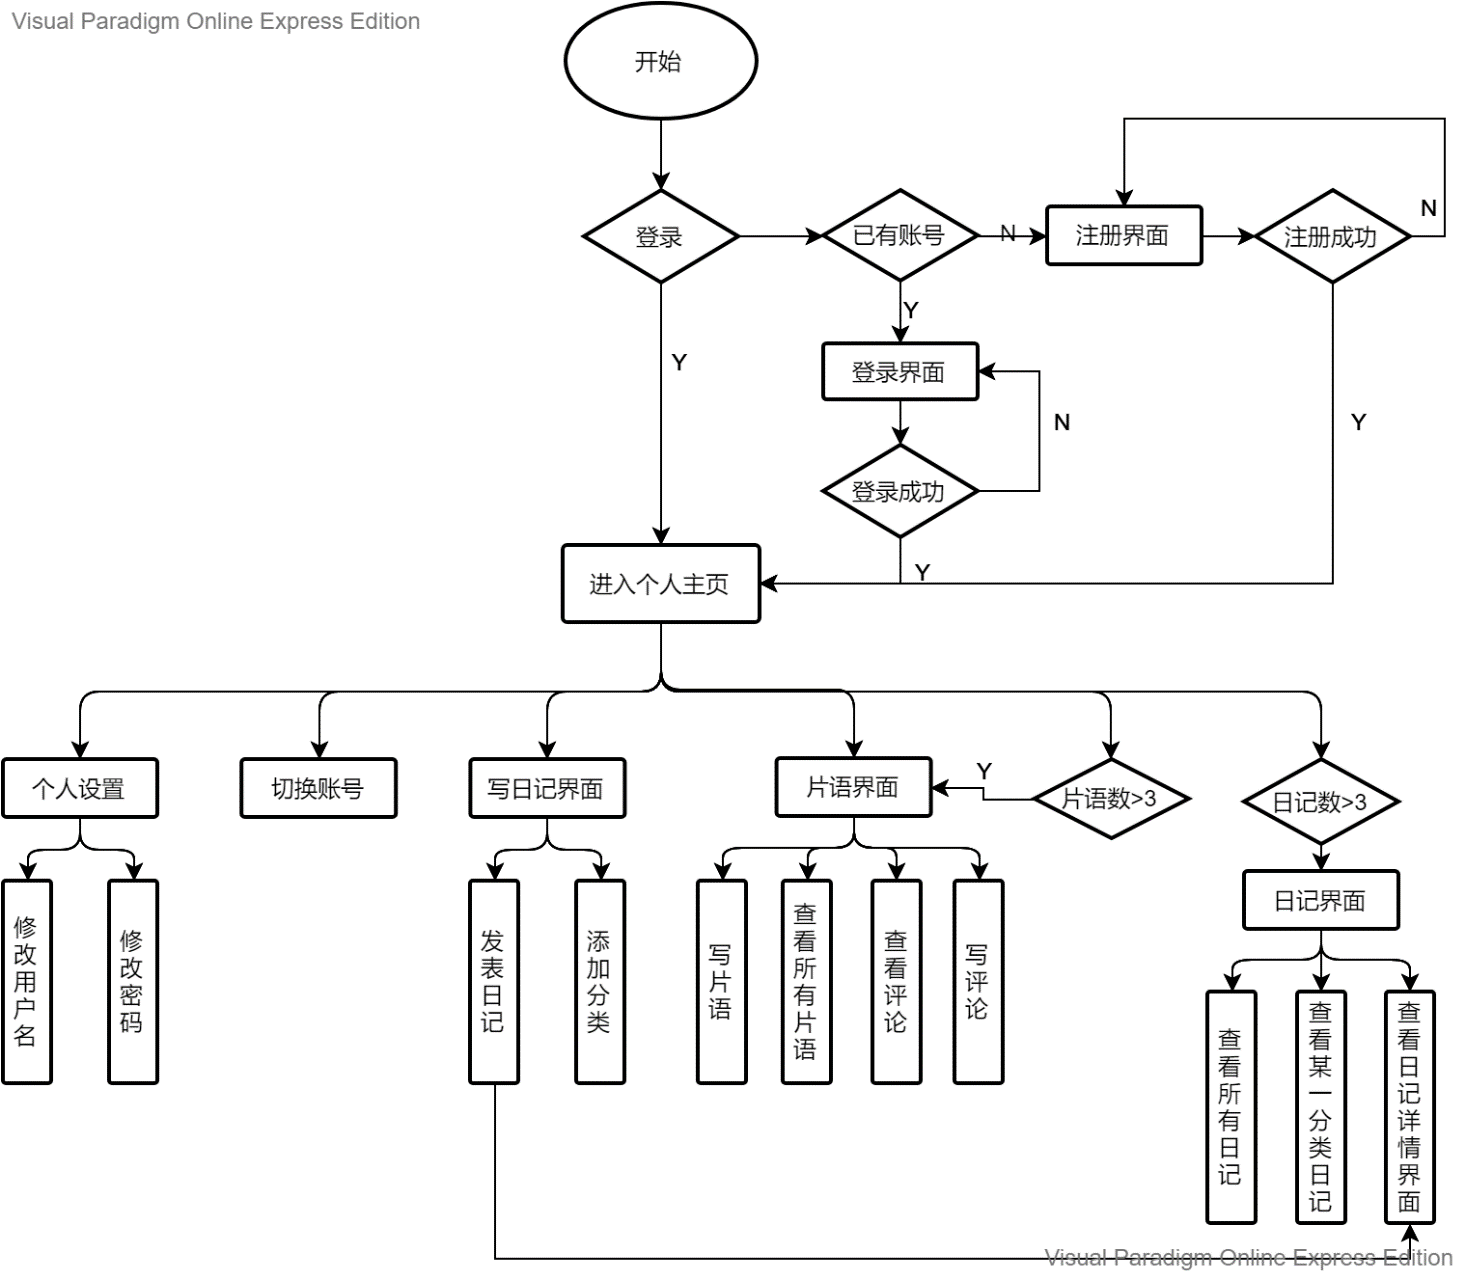 Visual Paradigm Online Express Edition
开始
登录
已有账号
N
注册界面
注册成功
N
Y
Y
登录界面
N
Y
登录成功
Y
进入个人主页
个人设置
切换账号
写日记界面
片语界面
Y
片语数>3
日记数>3
日记界面
修改用户名
修改密码
发表日记
添加分类
写片语
查看所有片语
查看评论
写评论
查看所有日记
查看某一分类日记
查看日记详情界面
Visual Paradigm Online Express Edition